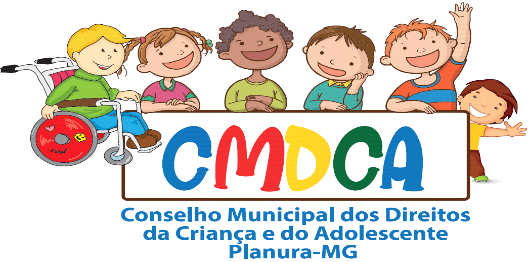 CMDCA
Conselho Municipal dos Direitos
da Criança e do Adolescente
Planura-MG